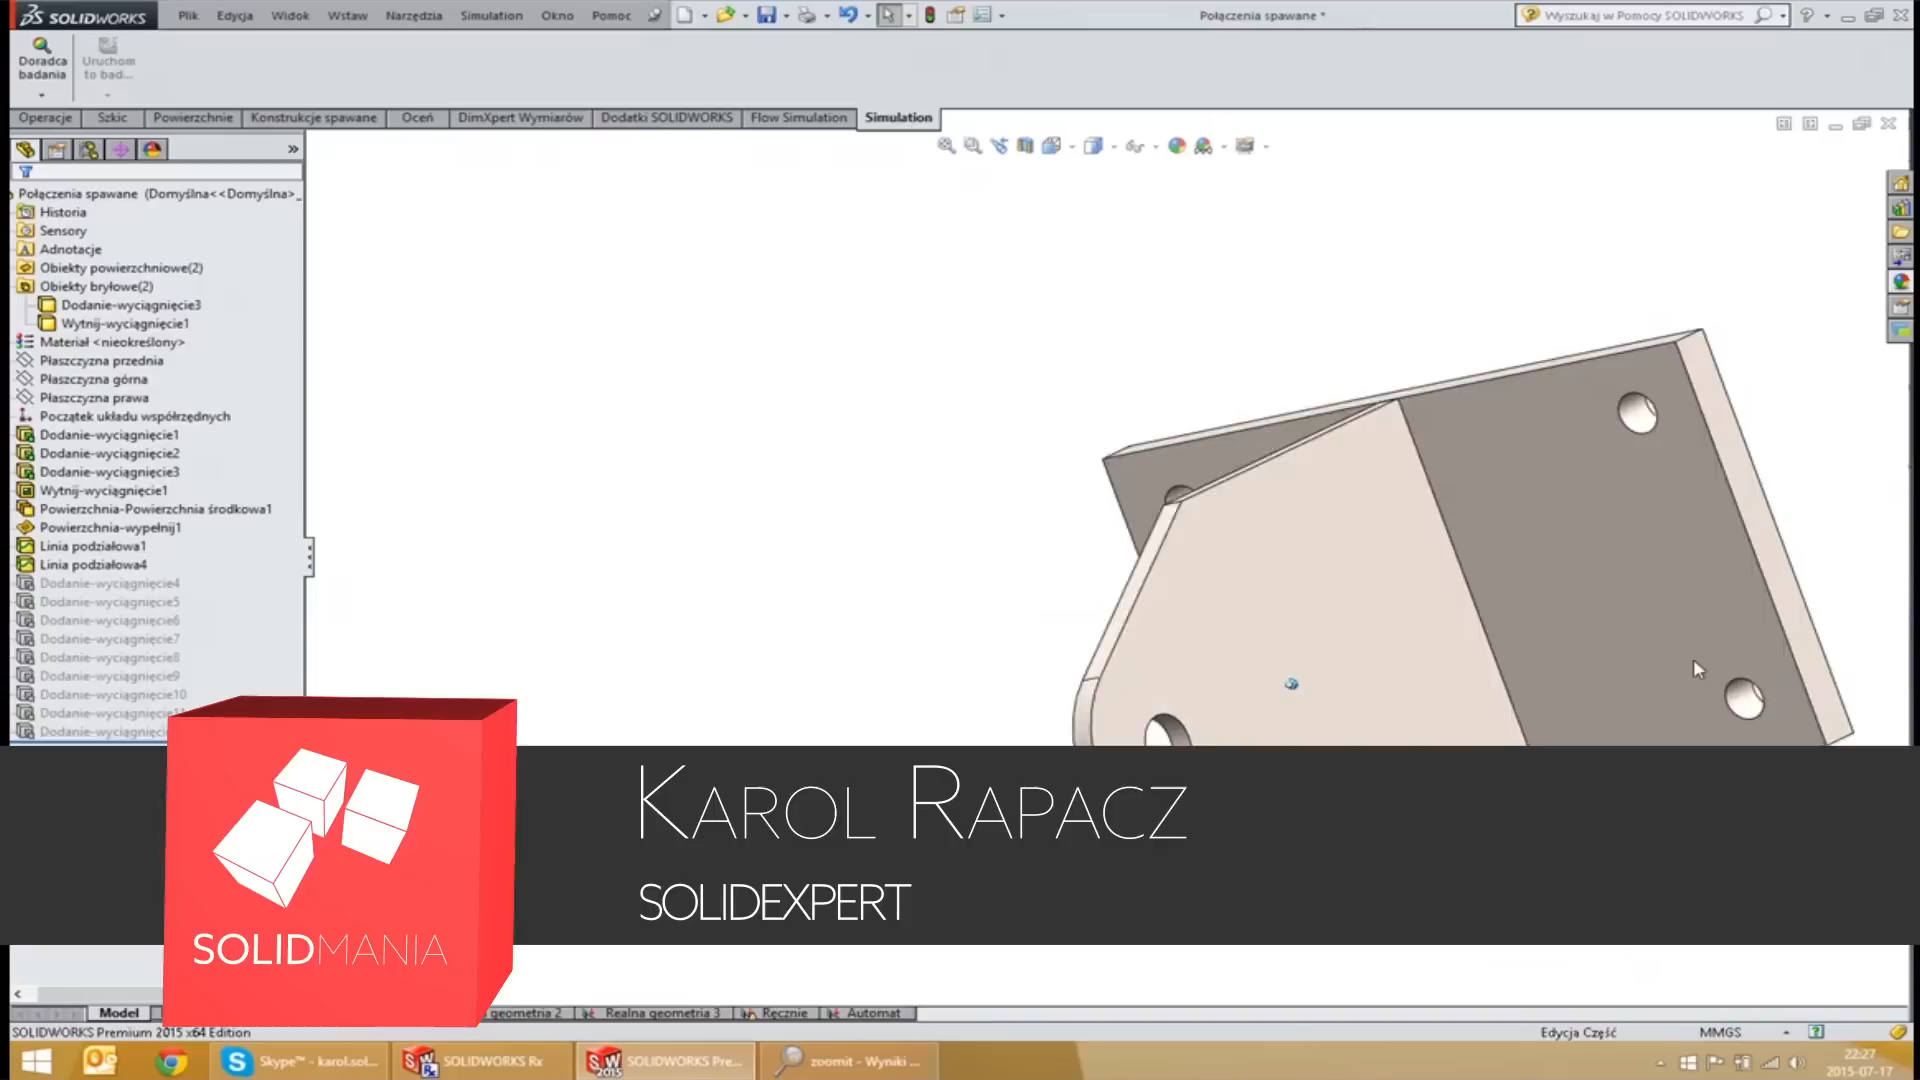 SOLIDWORKS
Plik Edycja Widok Wstaw Narzędzia Simulation Okno Pomoc
Połączenia spawane *
Wyszukaj w Pomocy SOLIDWORKS
Doradca badania
Uruchom to bad...
Operacje Szkic Powierzchnie Konstrukcje spawane Oceń DimXpert Wymiarów Dodatki SOLIDWORKS Flow Simulation Simulation
Połączenia spawane (Domyślna<<Domyślna>_
Historia
Sensory
Adnotacje
Obiekty powierzchniowe(2)
Obiekty bryłowe(2)
Dodanie-wyciągnięcie3
Wytnij-wyciągnięcie1
Materiał <nieokreślony>
Płaszczyzna przednia
Płaszczyzna górna
Płaszczyzna prawa
Początek układu współrzędnych
Dodanie-wyciągnięcie1
Dodanie-wyciągnięcie2
Dodanie-wyciągnięcie3
Wytnij-wyciągnięcie1
Powierzchnia-Powierzchnia środkowa1
Powierzchnia-wypełnij1
Linia podziałowa1
Linia podziałowa4
Dodanie-wyciągnięcie4
Dodanie-wyciągnięcie5
Dodanie-wyciągnięcie6
Dodanie-wyciągnięcie7
Dodanie-wyciągnięcie8
Dodanie-wyciągnięcie9
Dodanie-wyciągnięcie10
Karol Rapacz
SOLIDEXPERT
SOLIDMANIA
Model geometria 2 Realna geometria 3 Ręcznie Automat
SOLIDWORKS Premium 2015 x64 Edition
Edycja Część MMGS
Skype™ - karol.sol... SOLIDWORKS Rx SOLIDWORKS Pre... zoomit - Wyniki ...
22:27
2015-07-17